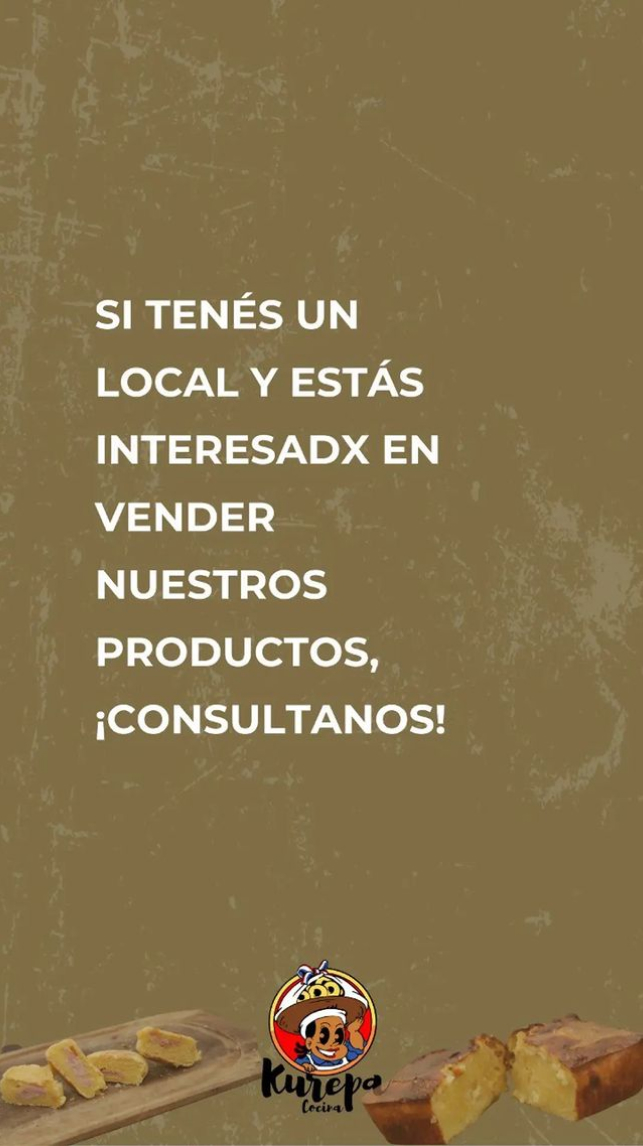 SI TENÉS UN
LOCAL Y ESTÁS
INTERESADX EN
VENDER
NUESTROS
PRODUCTOS,
¡CONSULTANOS!
Kurepa
Cocina